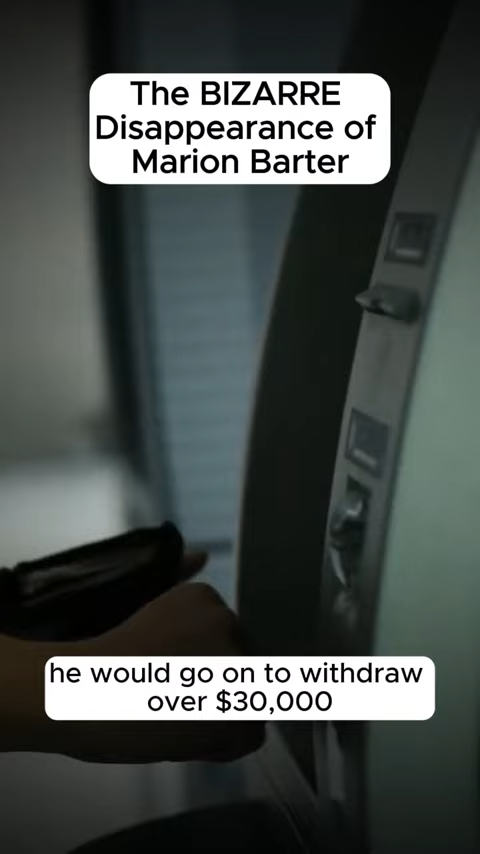 The BIZARRE
Disappearance of
Marion Barter
he would go on to withdraw
over $30,000